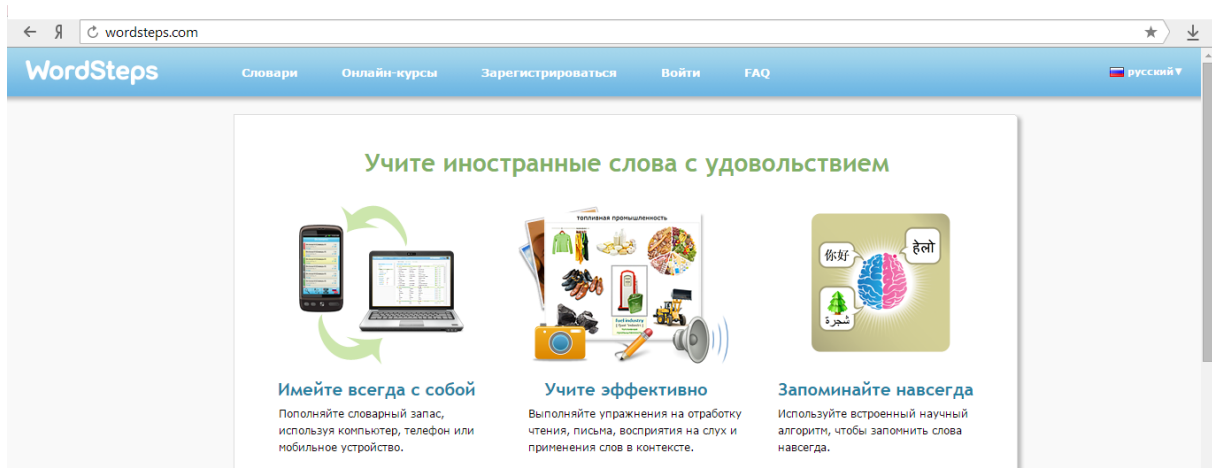 Я wordsteps.com
WordSteps Словари Онлайн-курсы Зарегистрироваться Войти FAQ русский
Учите иностранные слова с удовольствием
топливная промышленность
你好
हेलो
شجرة
fuel industry
Имейте всегда с собой
Пополняйте словарный запас,
используя компьютер, телефон или
мобильное устройство.
Учите эффективно
Выполняйте упражнения на отработку
чтения, письма, восприятия на слух и
применения слов в контексте.
Запоминайте навсегда
Используйте встроенный научный
алгоритм, чтобы запомнить слова
навсегда.